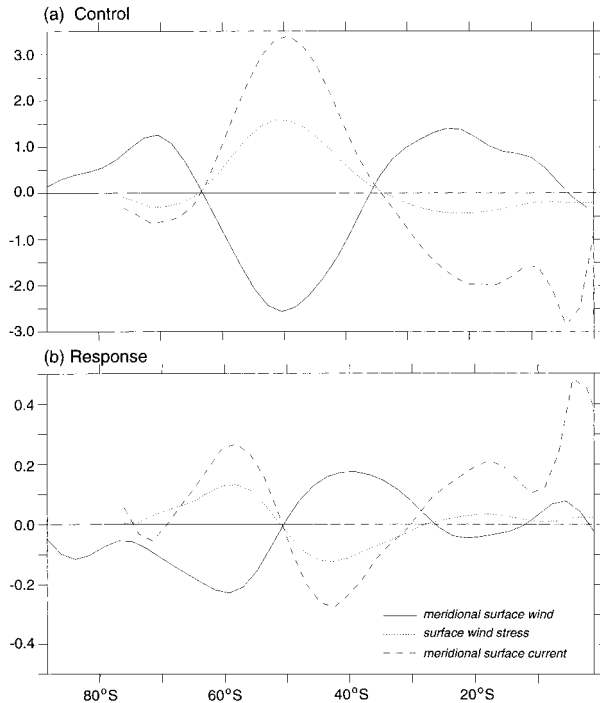 (a) Control
3.0
2.0
1.0
0.0
-1.0
-2.0
-3.0
(b) Response
0.4
0.2
0.0
-0.2
-0.4
meridional surface wind
surface wind stress
meridional surface current
80°S 60°S 40°S 20°S